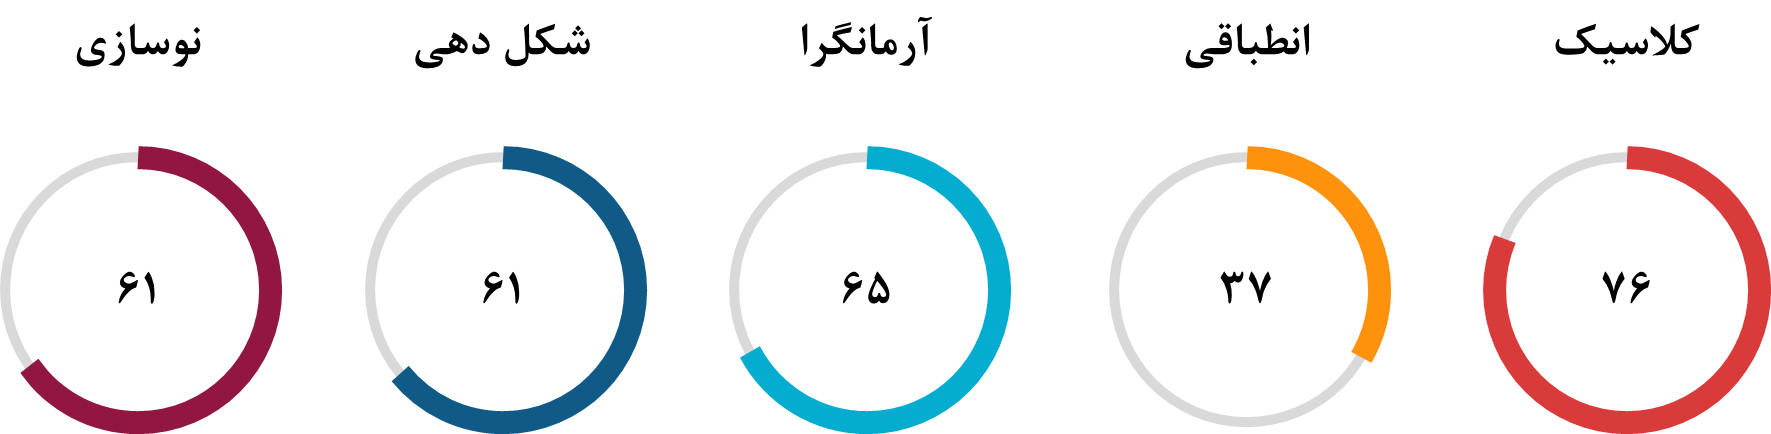 کلاسیک
انطباقی
آرمانگرا
شکل دهی
نوسازی
۷۶
۳۷
۶۵
۶۱
۶۱